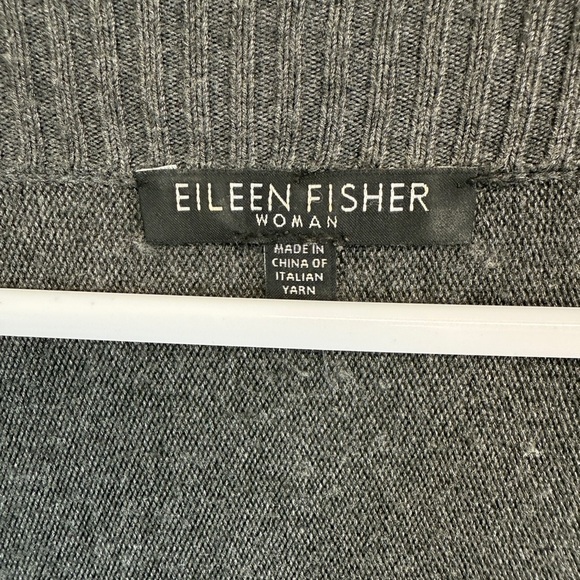 EILEEN FISHER
WOMAN
MADE IN
CHINA OF
ITALIAN
YARN